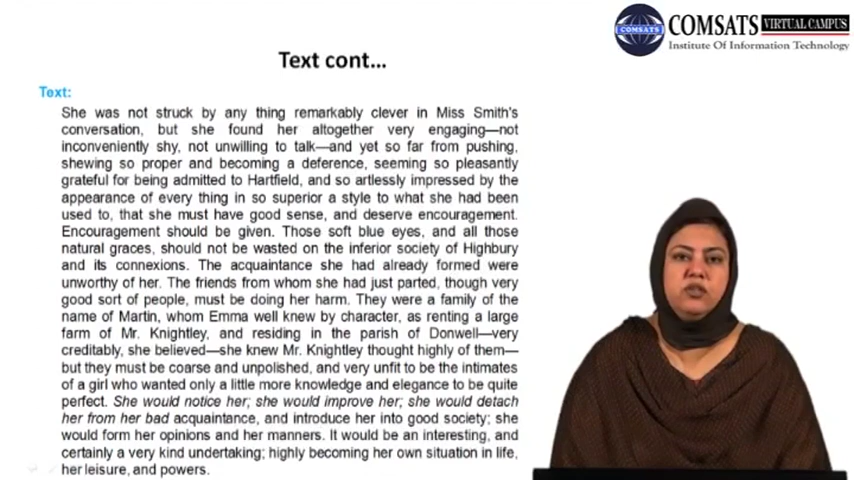 COMSATS VIRTUAL CAMPUS
COMSATS
Institute Of Information Technology
Text cont...
Text:
She was not struck by any thing remarkably clever in Miss Smith's
conversation, but she found her altogether very engaging—not
inconveniently shy, not unwilling to talk—and yet so far from pushing,
shewing so proper and becoming a deference, seeming so pleasantly
grateful for being admitted to Hartfield, and so artlessly impressed by the
appearance of every thing in so superior a style to what she had been
used to, that she must have good sense, and deserve encouragement.
Encouragement should be given. Those soft blue eyes, and all those
natural graces, should not be wasted on the inferior society of Highbury
and its connexions. The acquaintance she had already formed were
unworthy of her. The friends from whom she had just parted, though very
good sort of people, must be doing her harm. They were a family of the
name of Martin, whom Emma well knew by character, as renting a large
farm of Mr. Knightley, and residing in the parish of Donwell—very
creditably, she believed—she knew Mr. Knightley thought highly of them—
but they must be coarse and unpolished, and very unfit to be the intimates
of a girl who wanted only a little more knowledge and elegance to be quite
perfect. She would notice her; she would improve her; she would detach
her from her bad acquaintance, and introduce her into good society; she
would form her opinions and her manners. It would be an interesting, and
certainly a very kind undertaking; highly becoming her own situation in life,
her leisure, and powers.